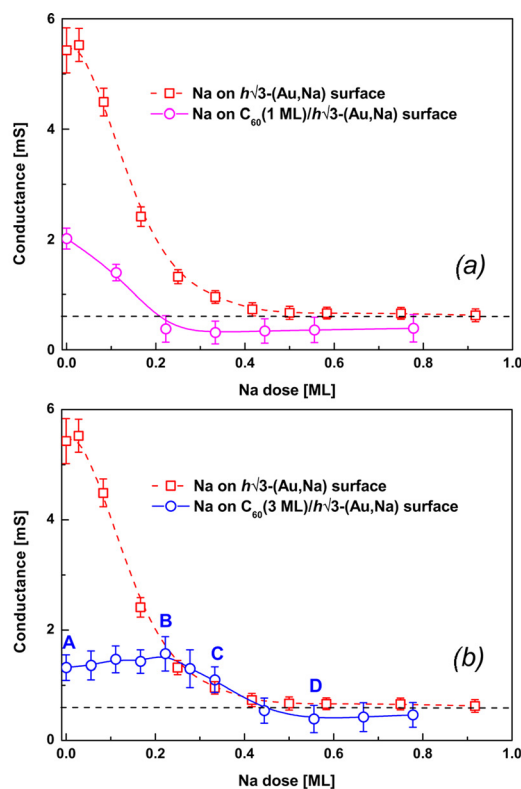 6
4
2
0
Conductance [mS]
Na on h√3-(Au,Na) surface
Na on C₆₀(1 ML)/h√3-(Au,Na) surface
(a)
0.0 0.2 0.4 0.6 0.8 1.0
Na dose [ML]
6
4
2
0
Conductance [mS]
Na on h√3-(Au,Na) surface
Na on C₆₀(3 ML)/h√3-(Au,Na) surface
A
B
C
D
(b)
0.0 0.2 0.4 0.6 0.8 1.0
Na dose [ML]